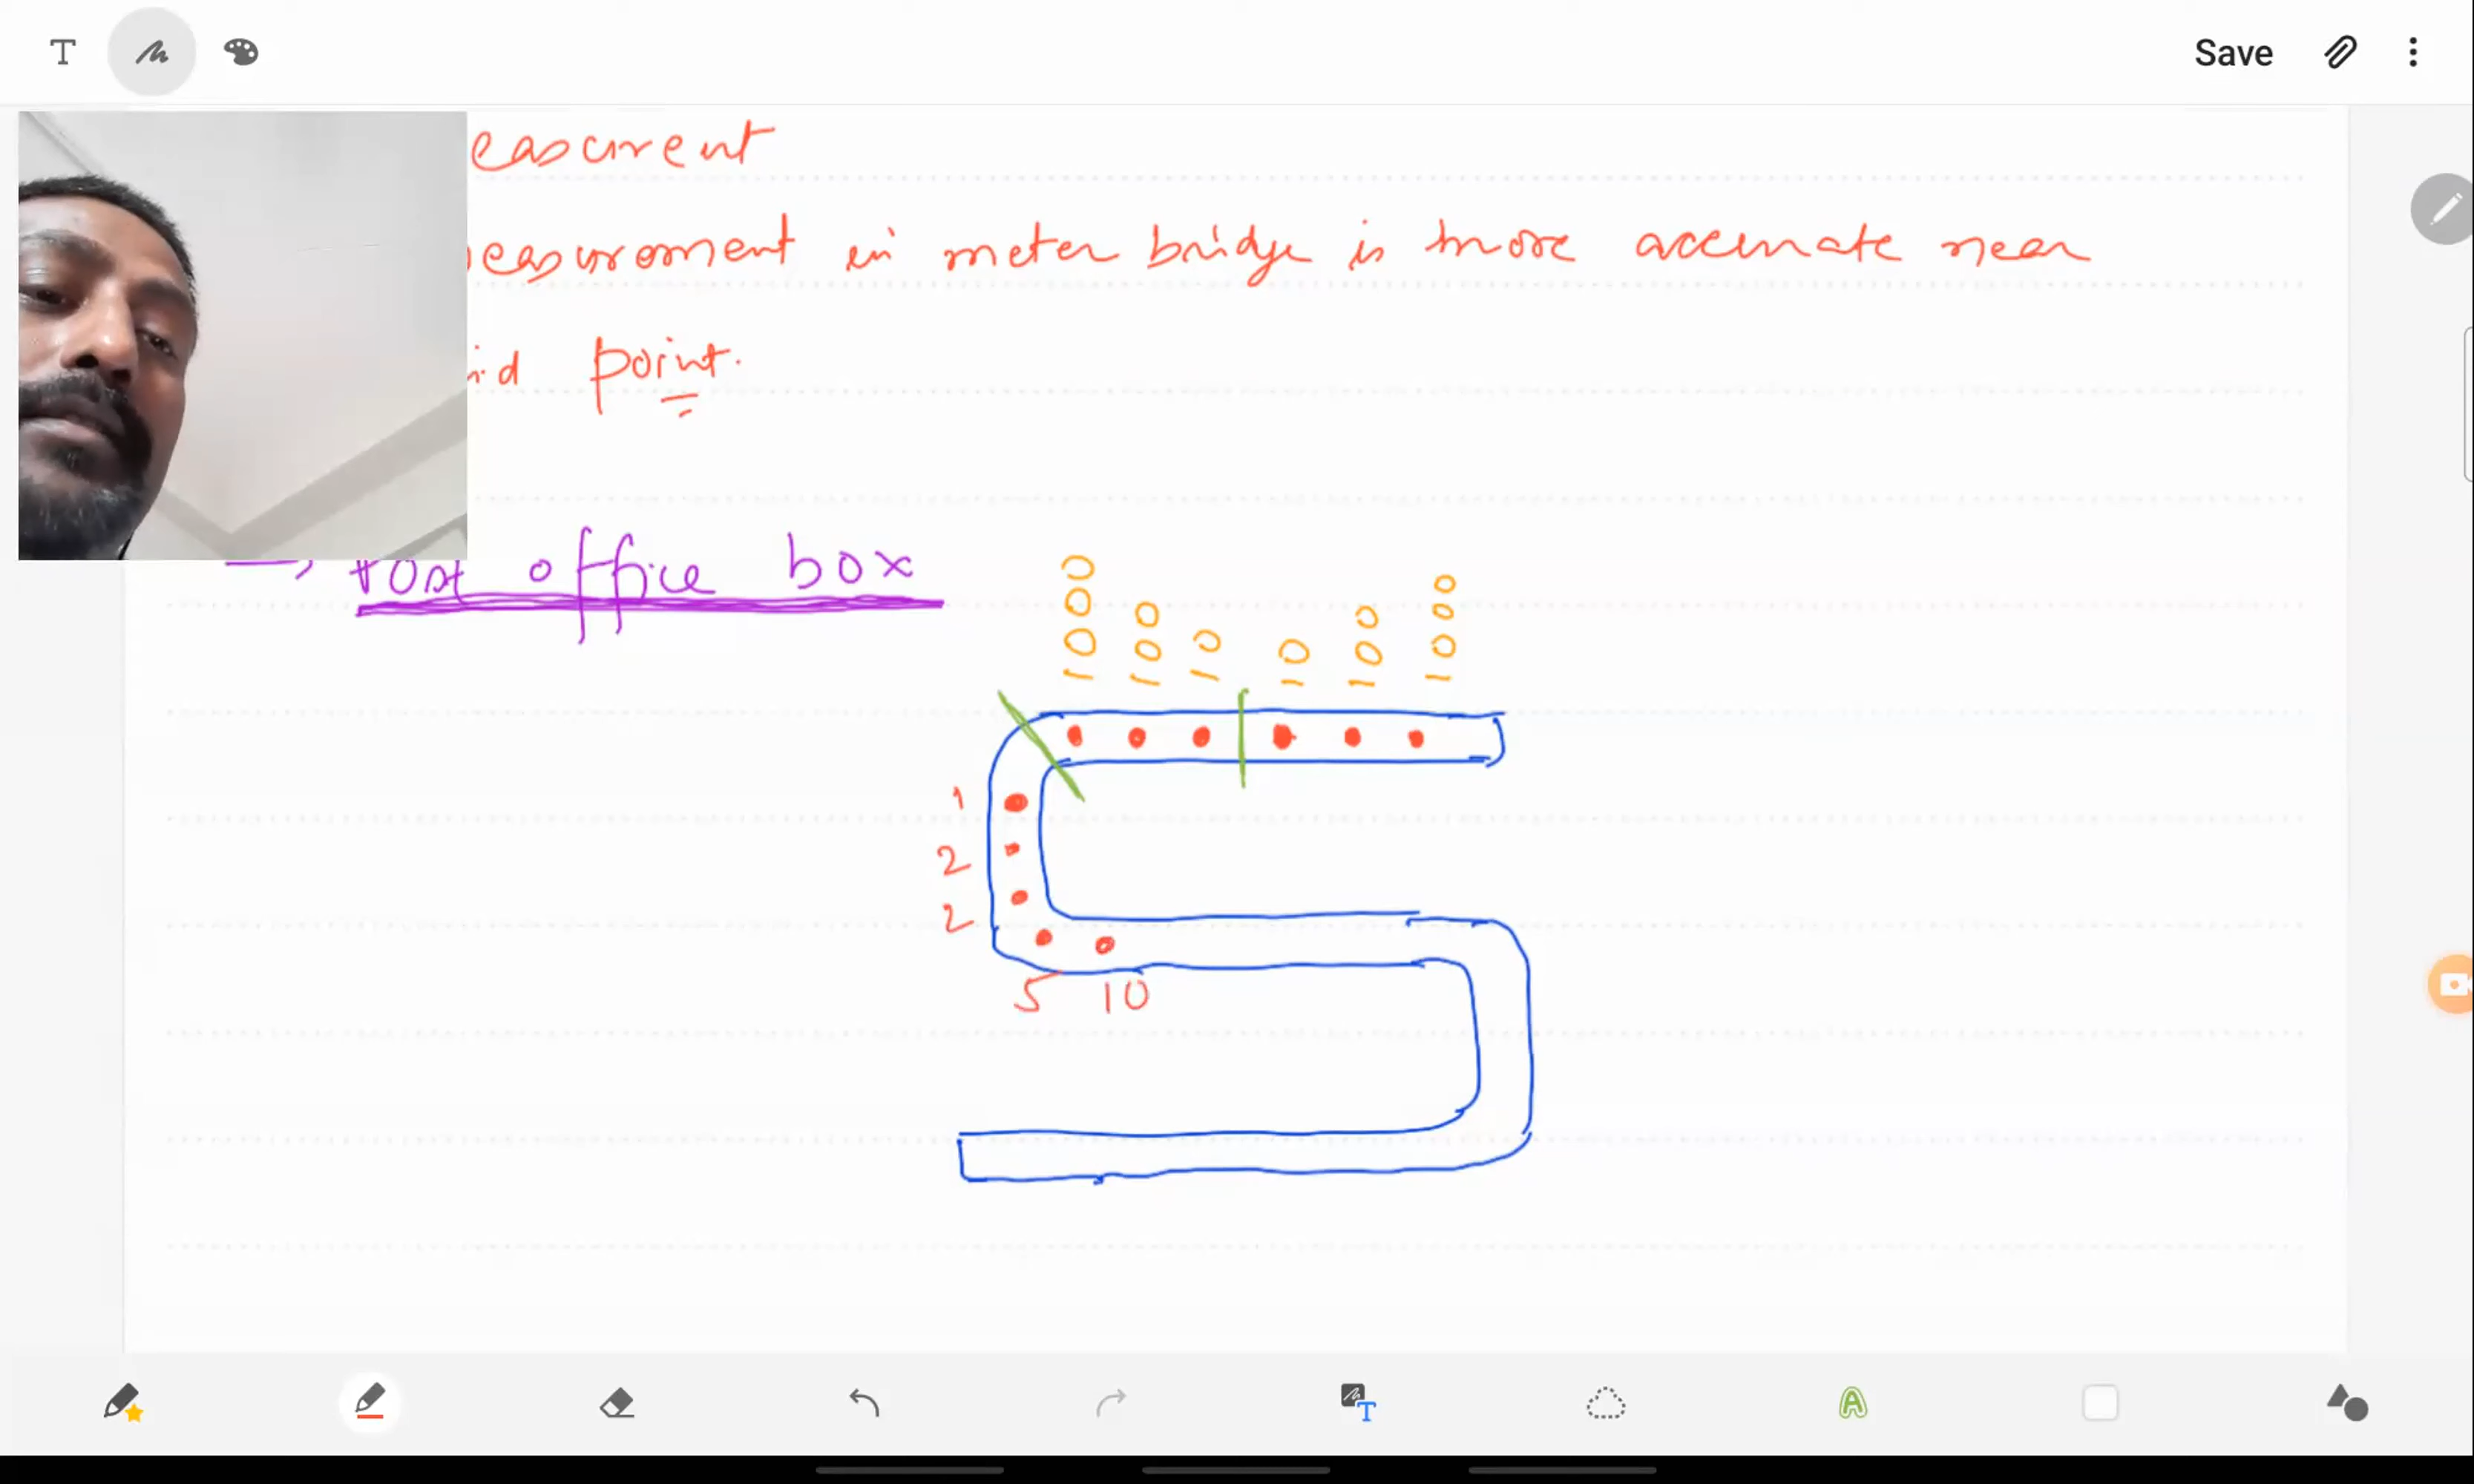 Save
easurent
easurement in meter bridge is more accurate near
id point.
→ Post office box
1000 100 10 10 100 1000
1
2
2
5 10